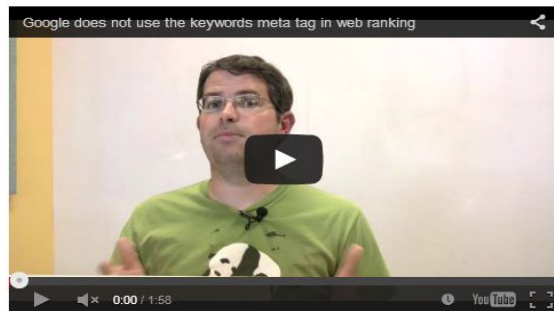 Google does not use the keywords meta tag in web ranking
0:00 / 1:58
YouTube